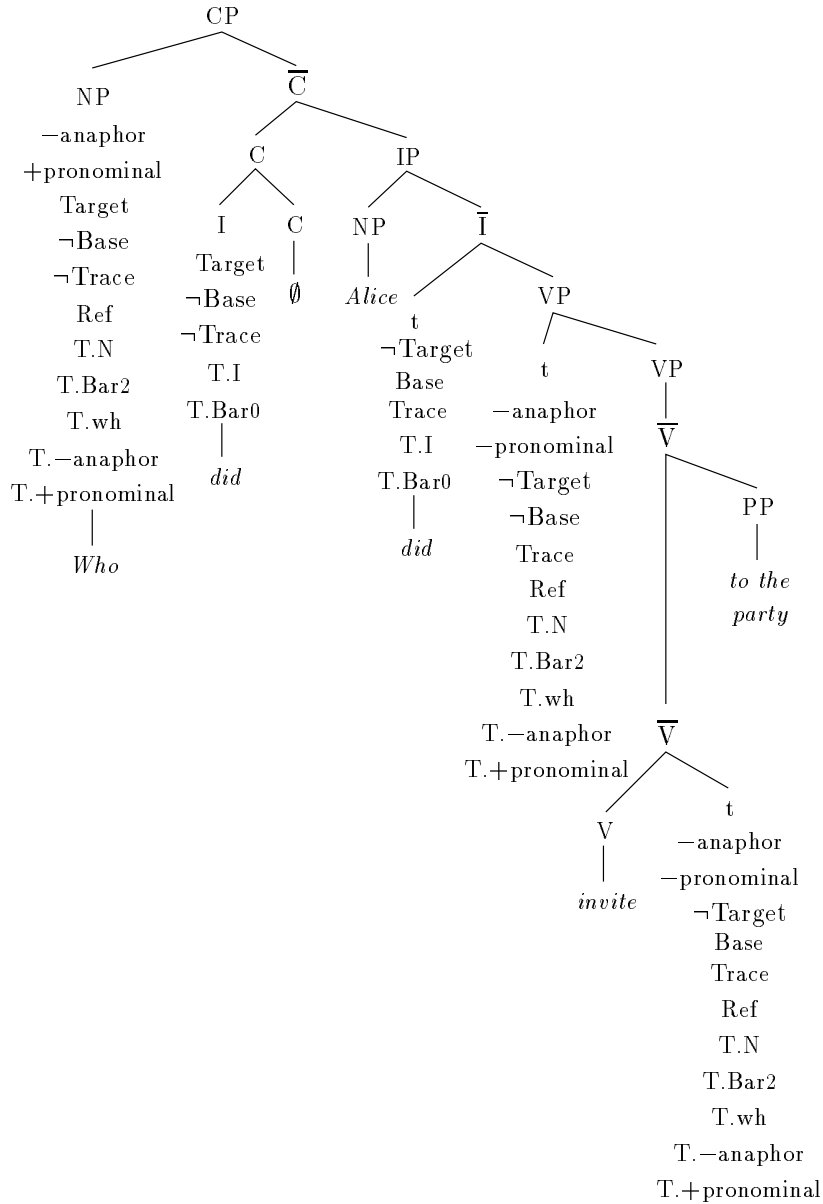 CP
NP
C̅
−anaphor
+pronominal
Target
¬Base
¬Trace
Ref
T.N
T.Bar2
T.wh
T.−anaphor
T.+pronominal
Who
C
IP
I
C
Target
¬Base
¬Trace
T.I
T.Bar0
did
∅
NP
I̅
Alice
t
¬Target
Base
Trace
T.I
T.Bar0
did
VP
t
−anaphor
−pronominal
¬Target
¬Base
Trace
Ref
T.N
T.Bar2
T.wh
T.−anaphor
T.+pronominal
VP
V̅
PP
to the
party
V̅
V
invite
t
−anaphor
−pronominal
¬Target
Base
Trace
Ref
T.N
T.Bar2
T.wh
T.−anaphor
T.+pronominal